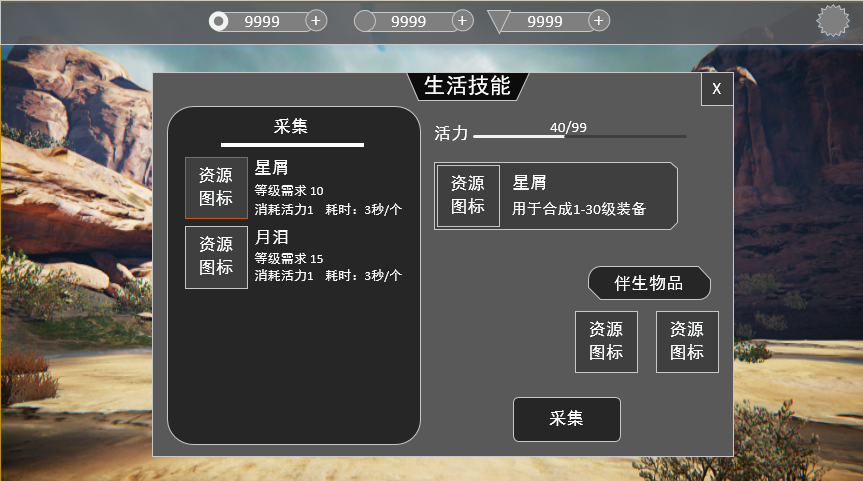 9999 +
9999 +
9999 +
生活技能
X
采集
资源
图标
星屑
等级需求 10
消耗活力1 耗时：3秒/个
资源
图标
月泪
等级需求 15
消耗活力1 耗时：3秒/个
活力
40/99
资源
图标
星屑
用于合成1-30级装备
伴生物品
资源
图标
资源
图标
采集